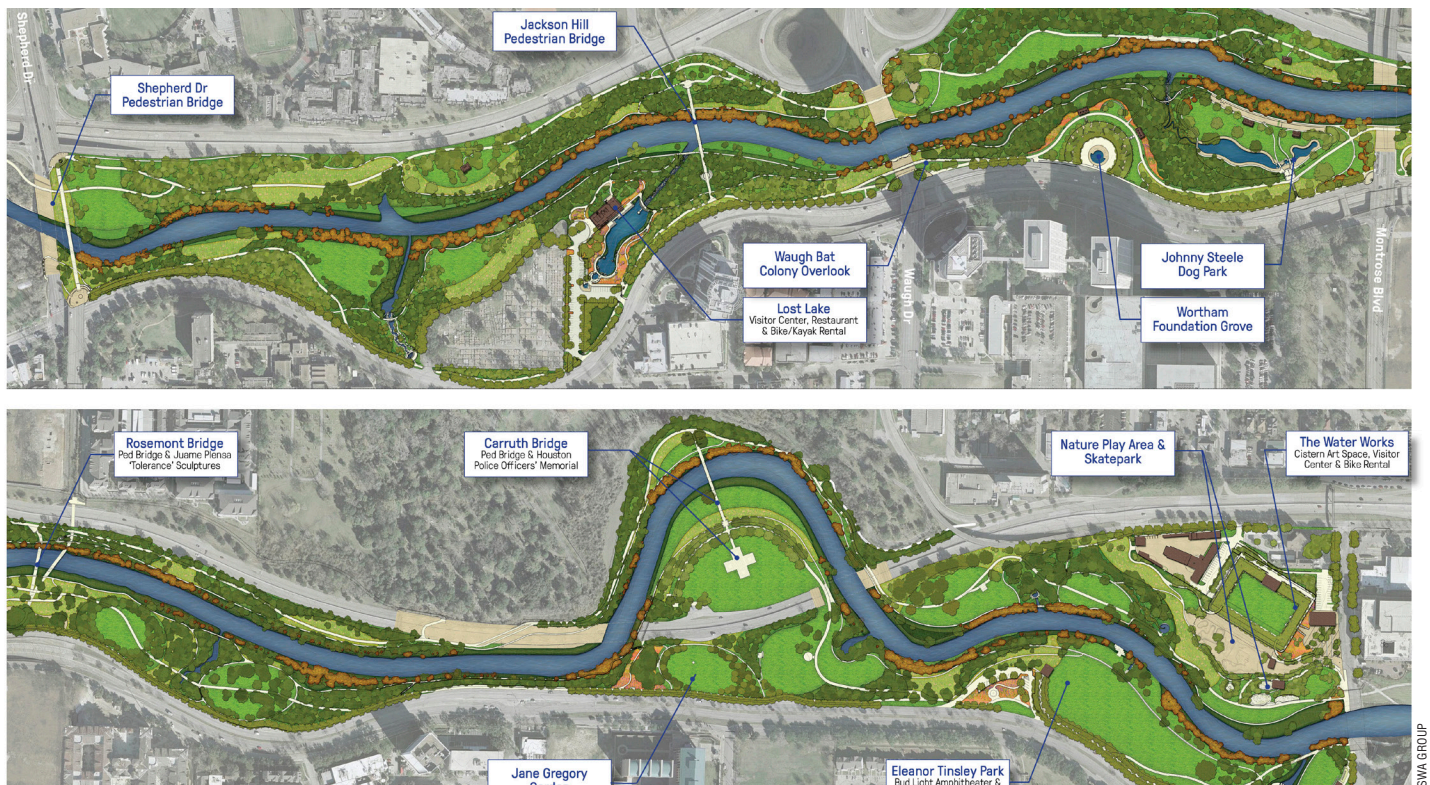 Shepherd Dr
Shepherd Dr
Pedestrian Bridge
Jackson Hill
Pedestrian Bridge
Waugh Bat
Colony Overlook
Lost Lake
Visitor Center, Restaurant
& Bike/Kayak Rental
Waugh Dr
Johnny Steele
Dog Park
Wortham
Foundation Grove
Montrose Blvd
Rosemont Bridge
Ped Bridge & Juame Plensa
'Tolerance' Sculptures
Carruth Bridge
Ped Bridge & Houston
Police Officers' Memorial
Nature Play Area &
Skatepark
The Water Works
Cistern Art Space, Visitor
Center & Bike Rental
Jane Gregory
Eleanor Tinsley Park
Bud Light Amphitheater &
SWA GROUP